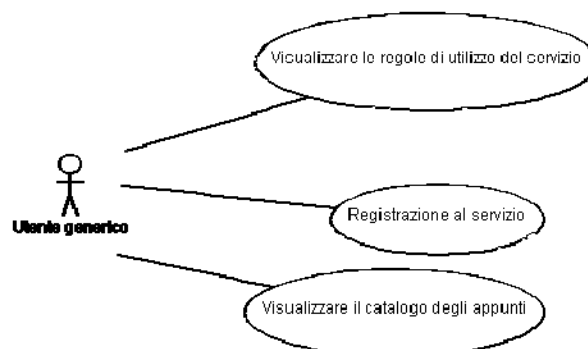 Visualizzare le regole di utilizzo del servizio
Registrazione al servizio
Utente generico
Visualizzare il catalogo degli appunti